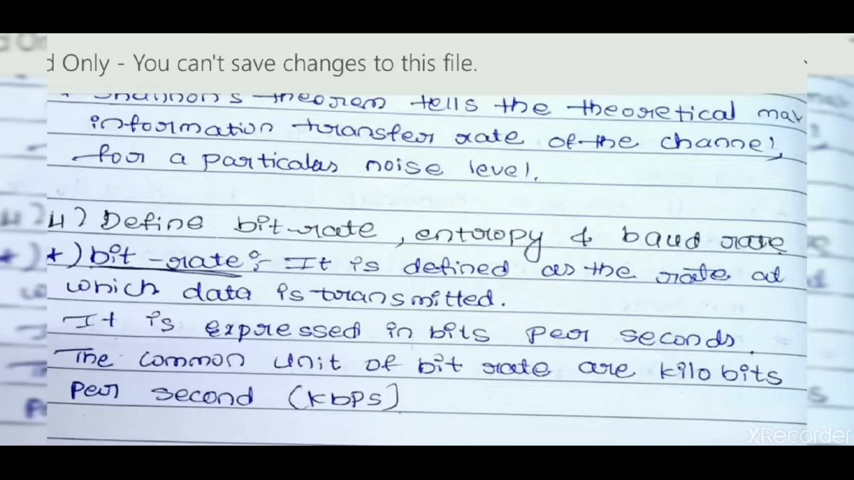 d Only - You can't save changes to this file.
Shannon's theorem tells the theoretical max
information transfer rate of the channel,
for a particular noise level.
4) Define bit-rate, entropy & baud rate
*) bit-rate: It is defined as the rate at
which data is transmitted.
It is expressed in bits per seconds.
The common unit of bit rate are kilo bits
per second (kbps)
XRecorder